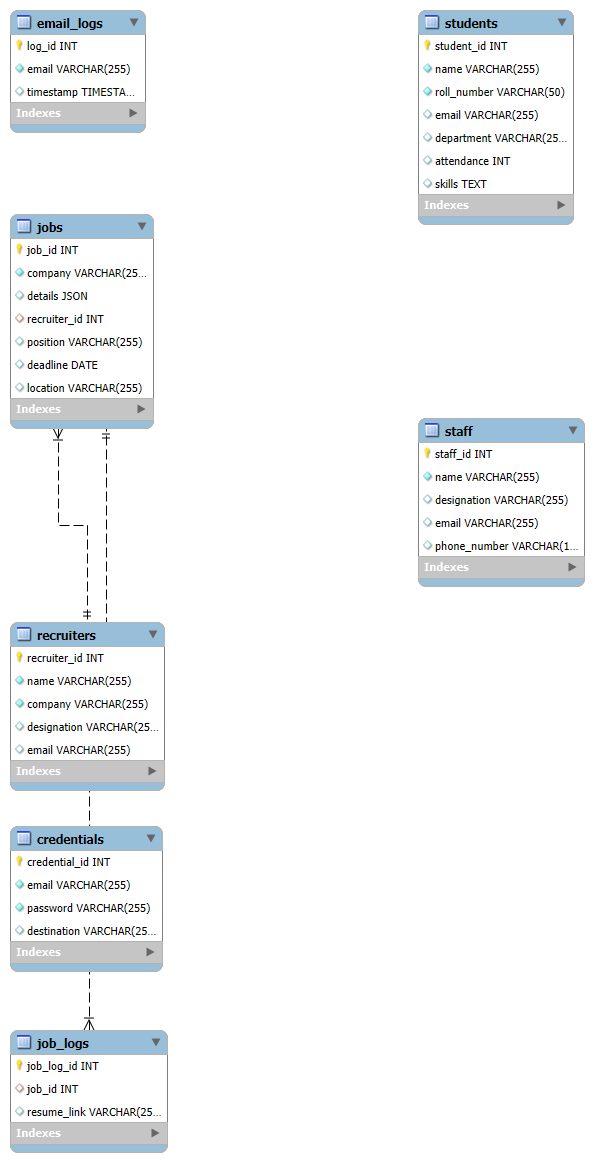 email_logs
log_id INT
email VARCHAR(255)
timestamp TIMESTA...
Indexes
students
student_id INT
name VARCHAR(255)
roll_number VARCHAR(50)
email VARCHAR(255)
department VARCHAR(25...
attendance INT
skills TEXT
Indexes
jobs
job_id INT
company VARCHAR(25...
details JSON
recruiter_id INT
position VARCHAR(255)
deadline DATE
location VARCHAR(255)
Indexes
staff
staff_id INT
name VARCHAR(255)
designation VARCHAR(255)
email VARCHAR(255)
phone_number VARCHAR(1...
Indexes
recruiters
recruiter_id INT
name VARCHAR(255)
company VARCHAR(255)
designation VARCHAR(25...
email VARCHAR(255)
Indexes
credentials
credential_id INT
email VARCHAR(255)
password VARCHAR(255)
destination VARCHAR(25...
Indexes
job_logs
job_log_id INT
job_id INT
resume_link VARCHAR(25...
Indexes